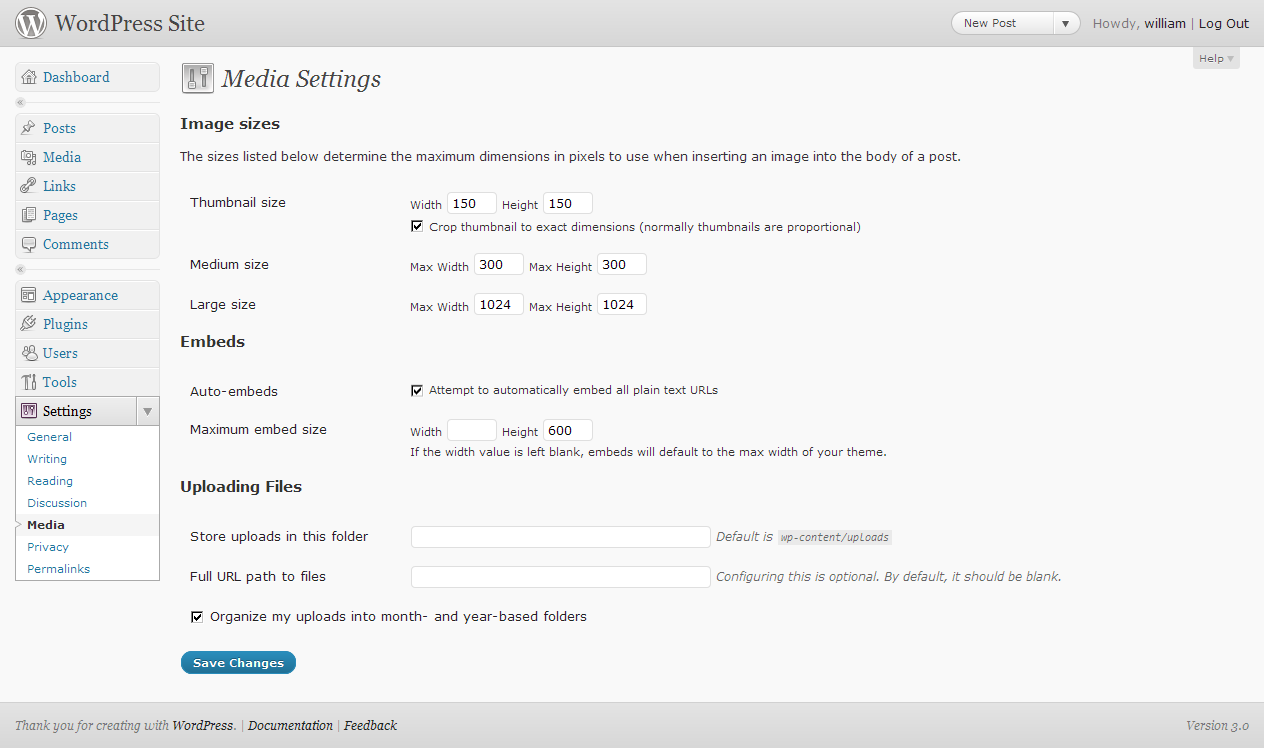 WordPress Site
New Post
Howdy, william | Log Out
Help
Dashboard
Posts
Media
Links
Pages
Comments
Appearance
Plugins
Users
Tools
Settings
General
Writing
Reading
Discussion
Media
Privacy
Permalinks
Media Settings
Image sizes
The sizes listed below determine the maximum dimensions in pixels to use when inserting an image into the body of a post.
Thumbnail size Width 150 Height 150
Crop thumbnail to exact dimensions (normally thumbnails are proportional)
Medium size Max Width 300 Max Height 300
Large size Max Width 1024 Max Height 1024
Embeds
Auto-embeds Attempt to automatically embed all plain text URLs
Maximum embed size Width Height 600
If the width value is left blank, embeds will default to the max width of your theme.
Uploading Files
Store uploads in this folder Default is wp-content/uploads
Full URL path to files Configuring this is optional. By default, it should be blank.
Organize my uploads into month- and year-based folders
Save Changes
Thank you for creating with WordPress. | Documentation | Feedback
Version 3.0